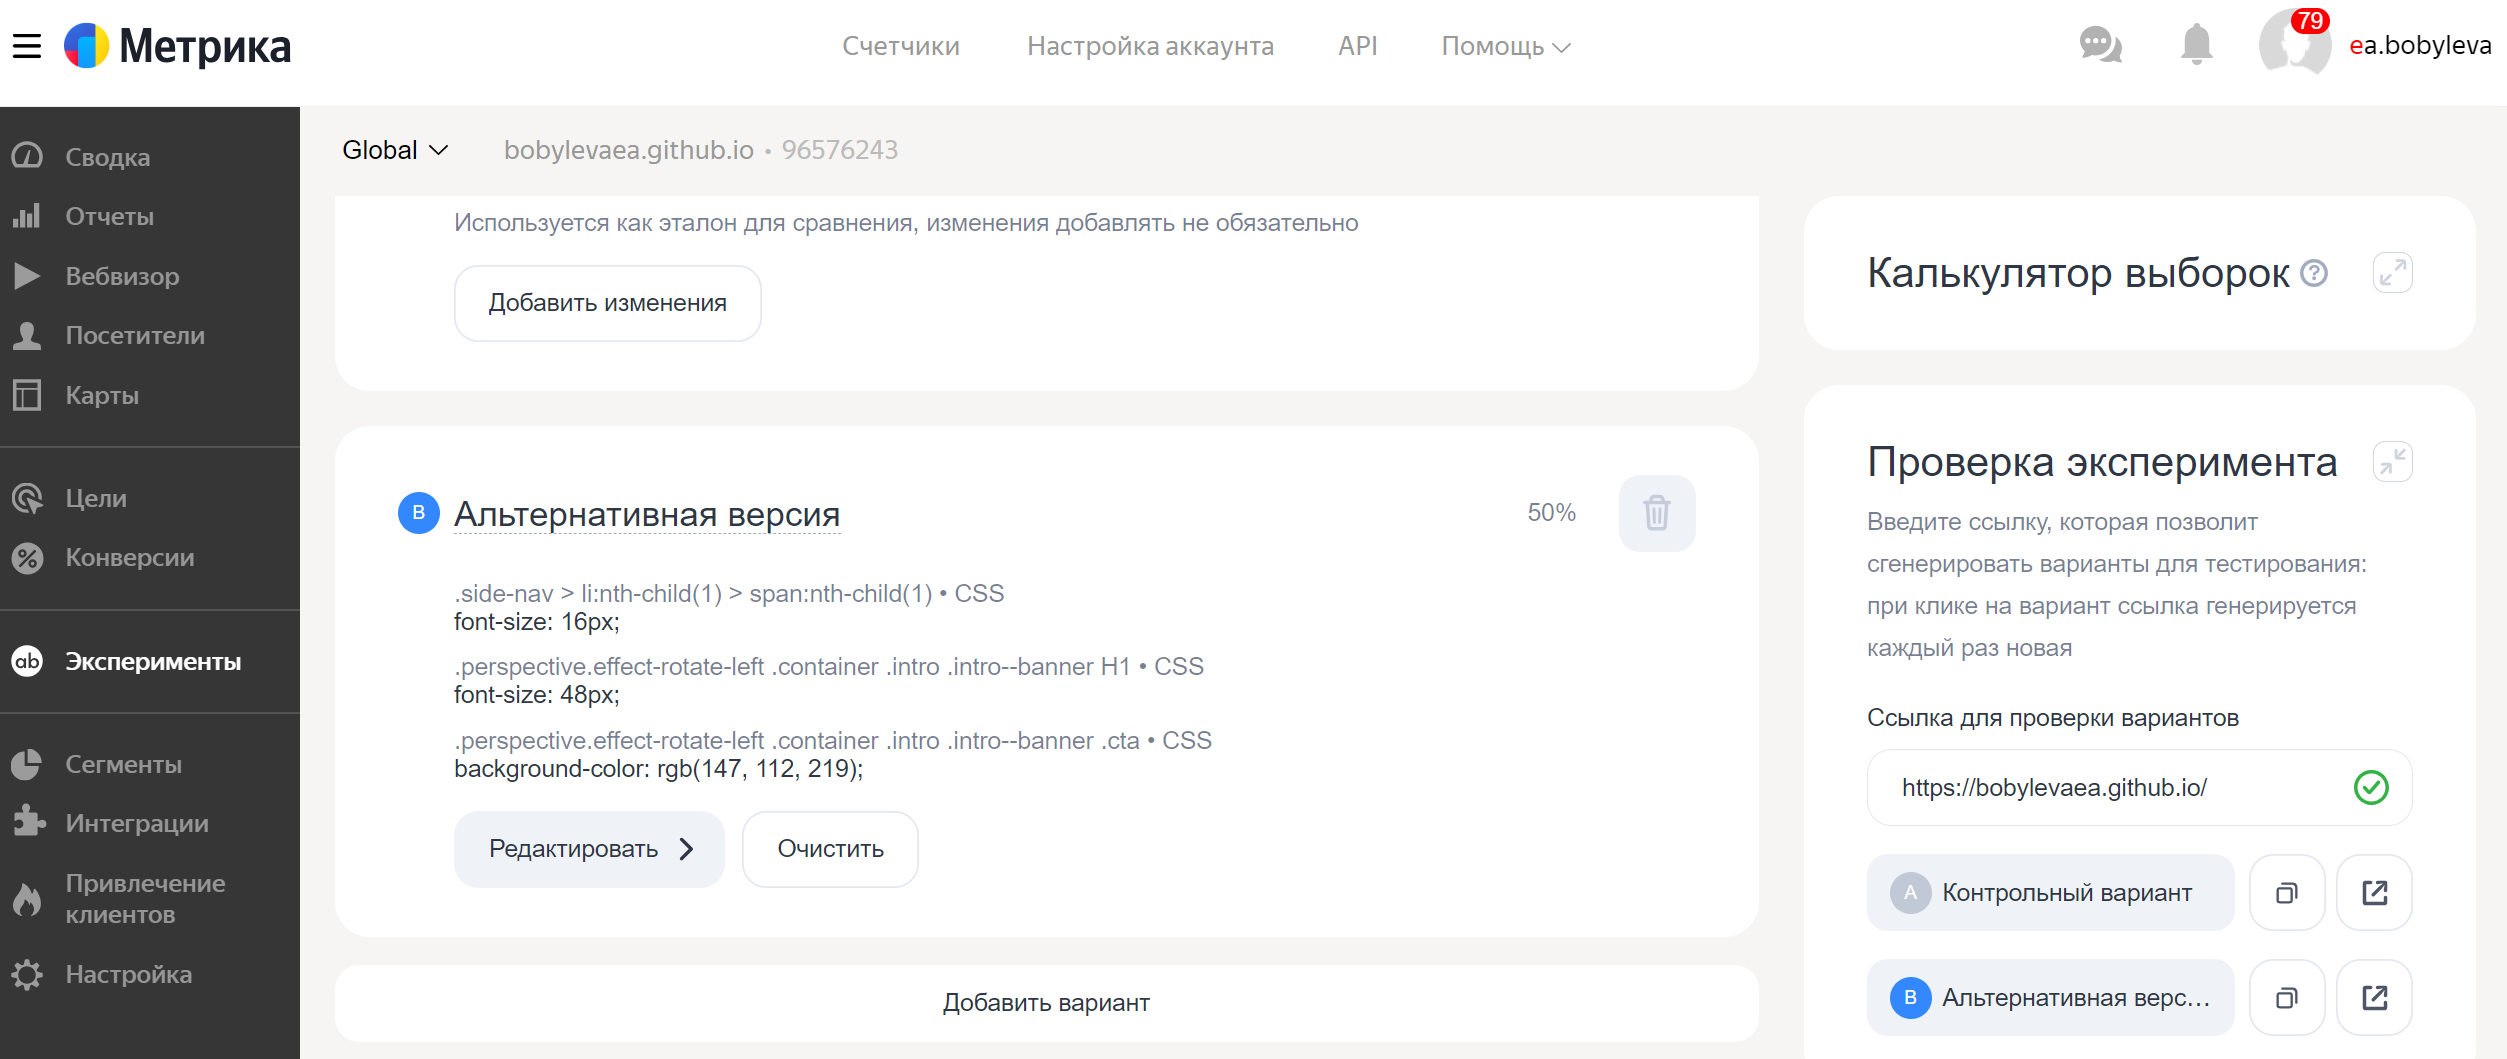 Метрика
Счетчики
Настройка аккаунта
API
Помощь
79
ea.bobyleva
Сводка
Отчеты
Вебвизор
Посетители
Карты
Цели
Конверсии
ab
Эксперименты
Сегменты
Интеграции
Привлечение
клиентов
Настройка
Global
bobylevaea.github.io • 96576243
Используется как эталон для сравнения, изменения добавлять не обязательно
Добавить изменения
B
Альтернативная версия
50%
.side-nav > li:nth-child(1) > span:nth-child(1) • CSS
font-size: 16px;
.perspective.effect-rotate-left .container .intro .intro--banner H1 • CSS
font-size: 48px;
.perspective.effect-rotate-left .container .intro .intro--banner .cta • CSS
background-color: rgb(147, 112, 219);
Редактировать
Очистить
Добавить вариант
Калькулятор выборок ?
Проверка эксперимента
Введите ссылку, которая позволит
сгенерировать варианты для тестирования:
при клике на вариант ссылка генерируется
каждый раз новая
Ссылка для проверки вариантов
https://bobylevaea.github.io/
A Контрольный вариант
B Альтернативная верс...